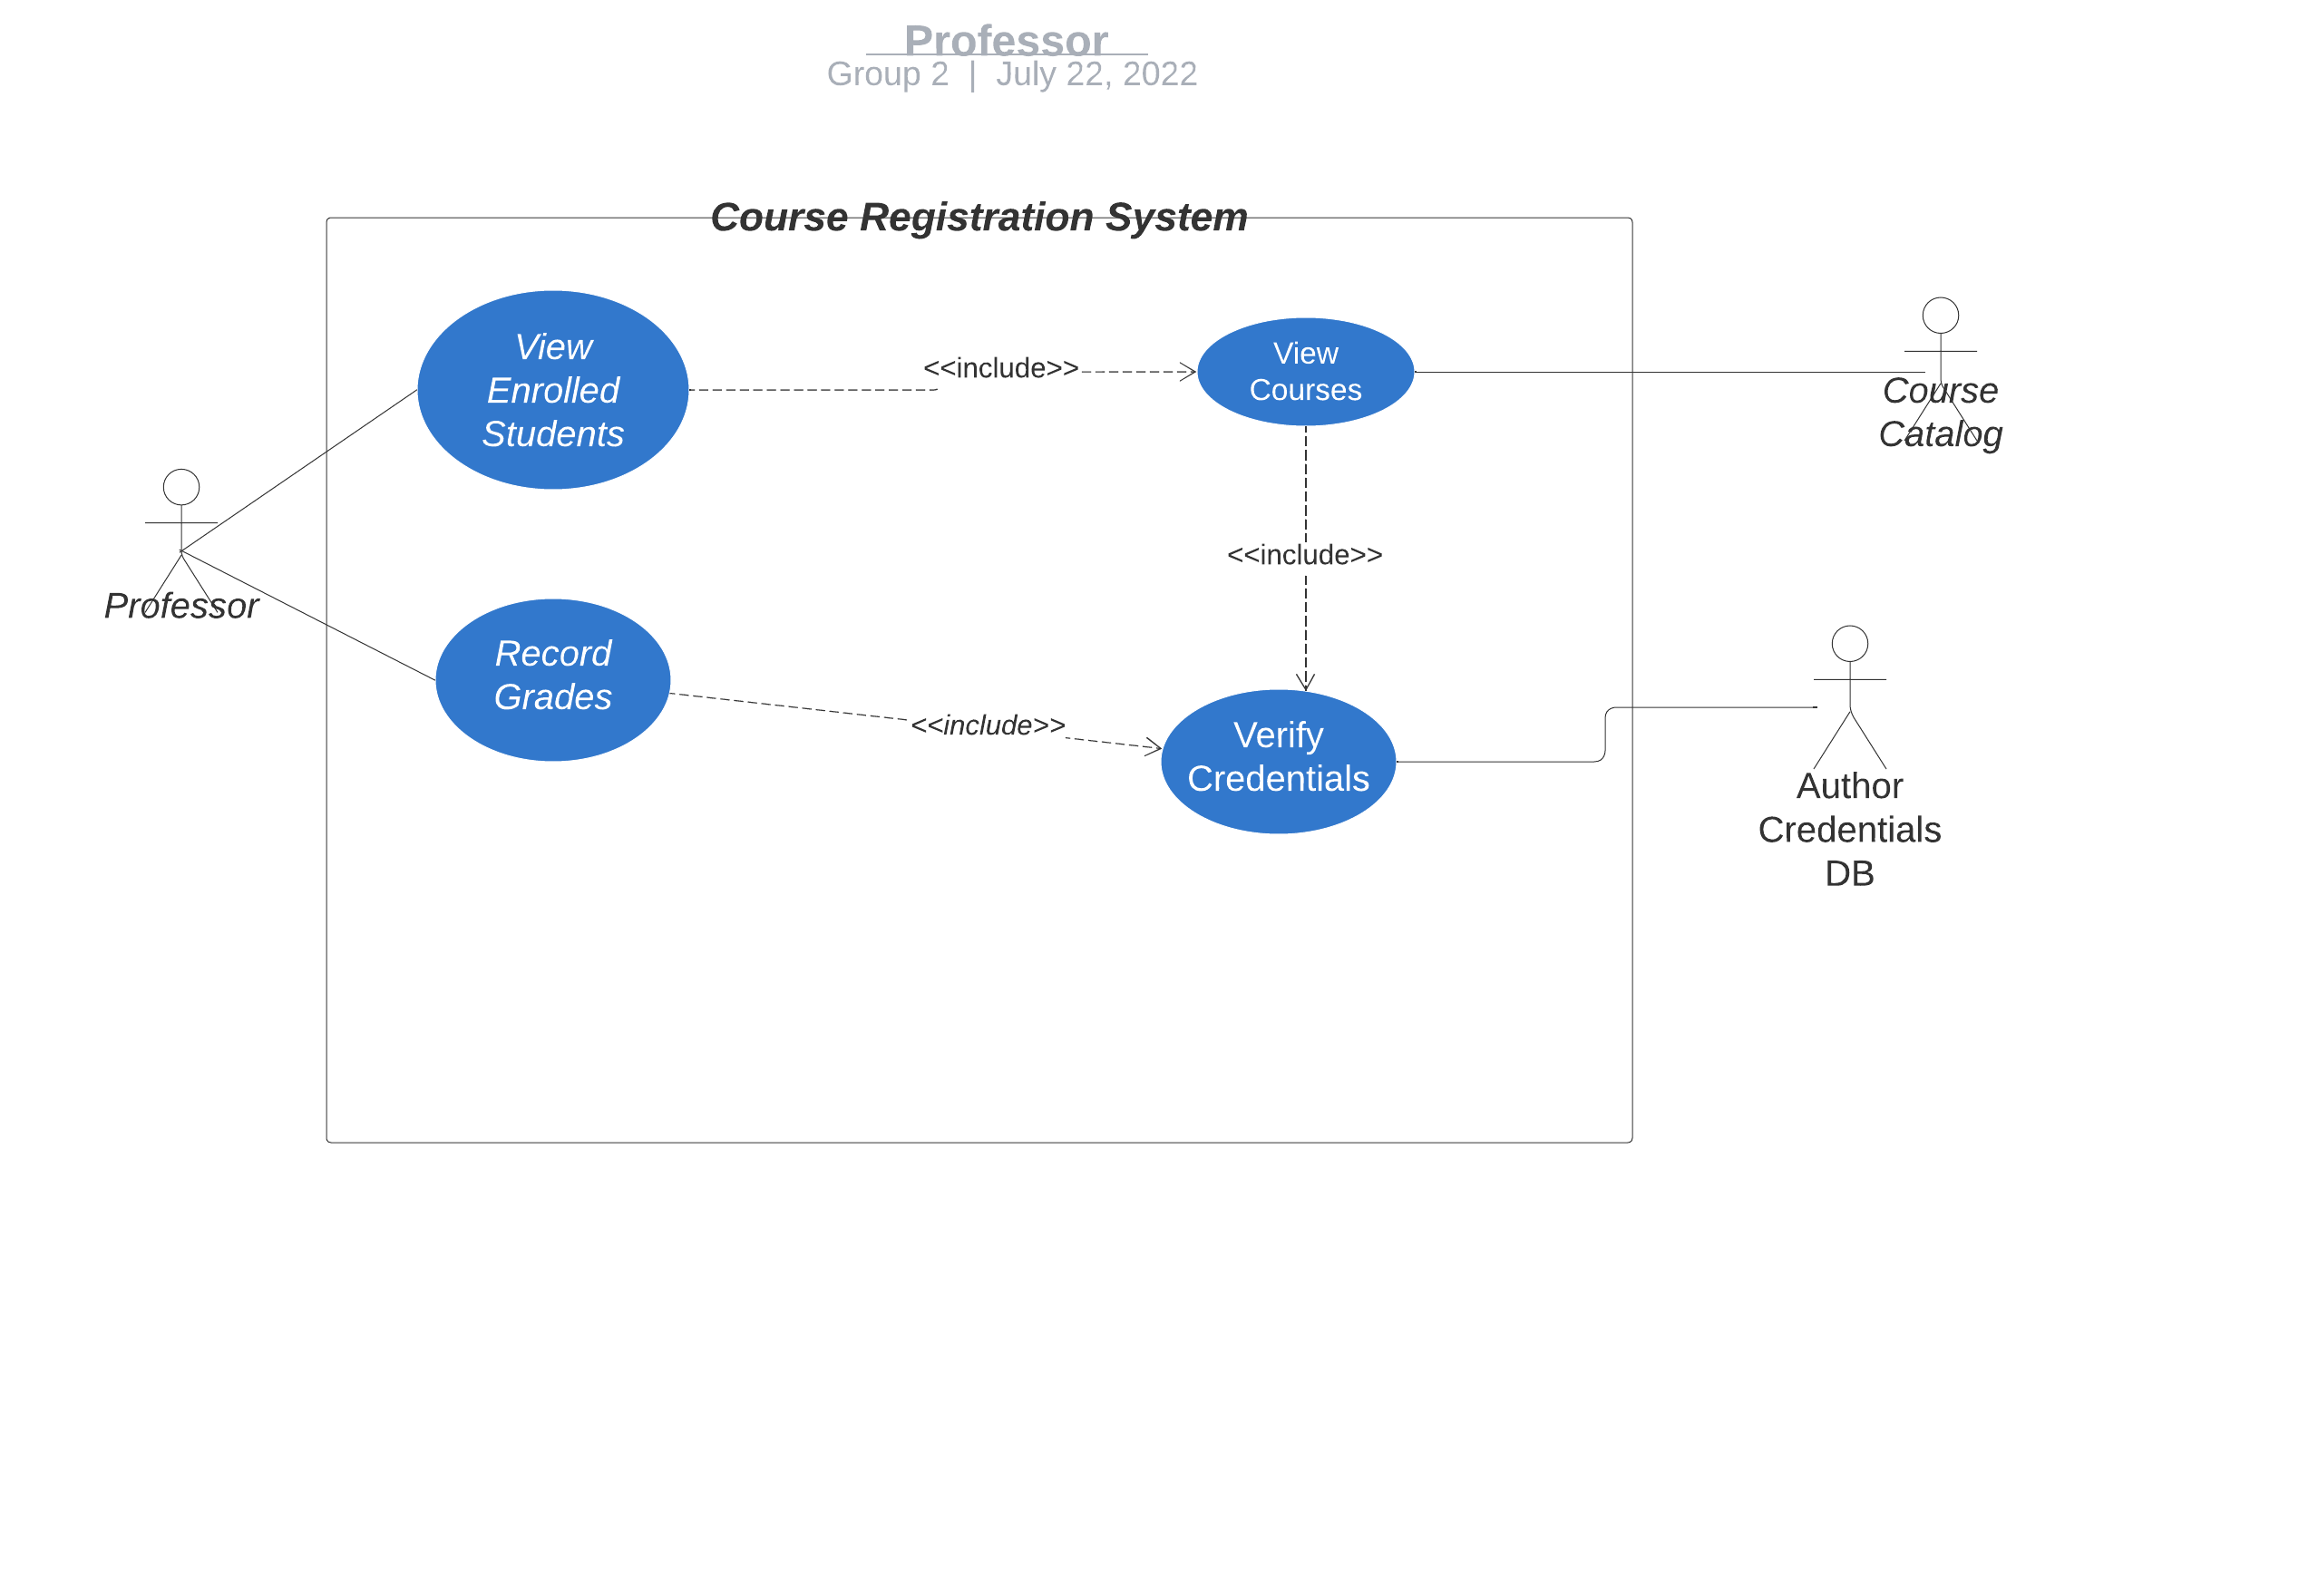 Professor
Group 2 | July 22, 2022
Course Registration System
View
Enrolled
Students
<<include>>
View
Courses
Course
Catalog
Professor
<<include>>
Record
Grades
<<include>>
Verify
Credentials
Author
Credentials
DB